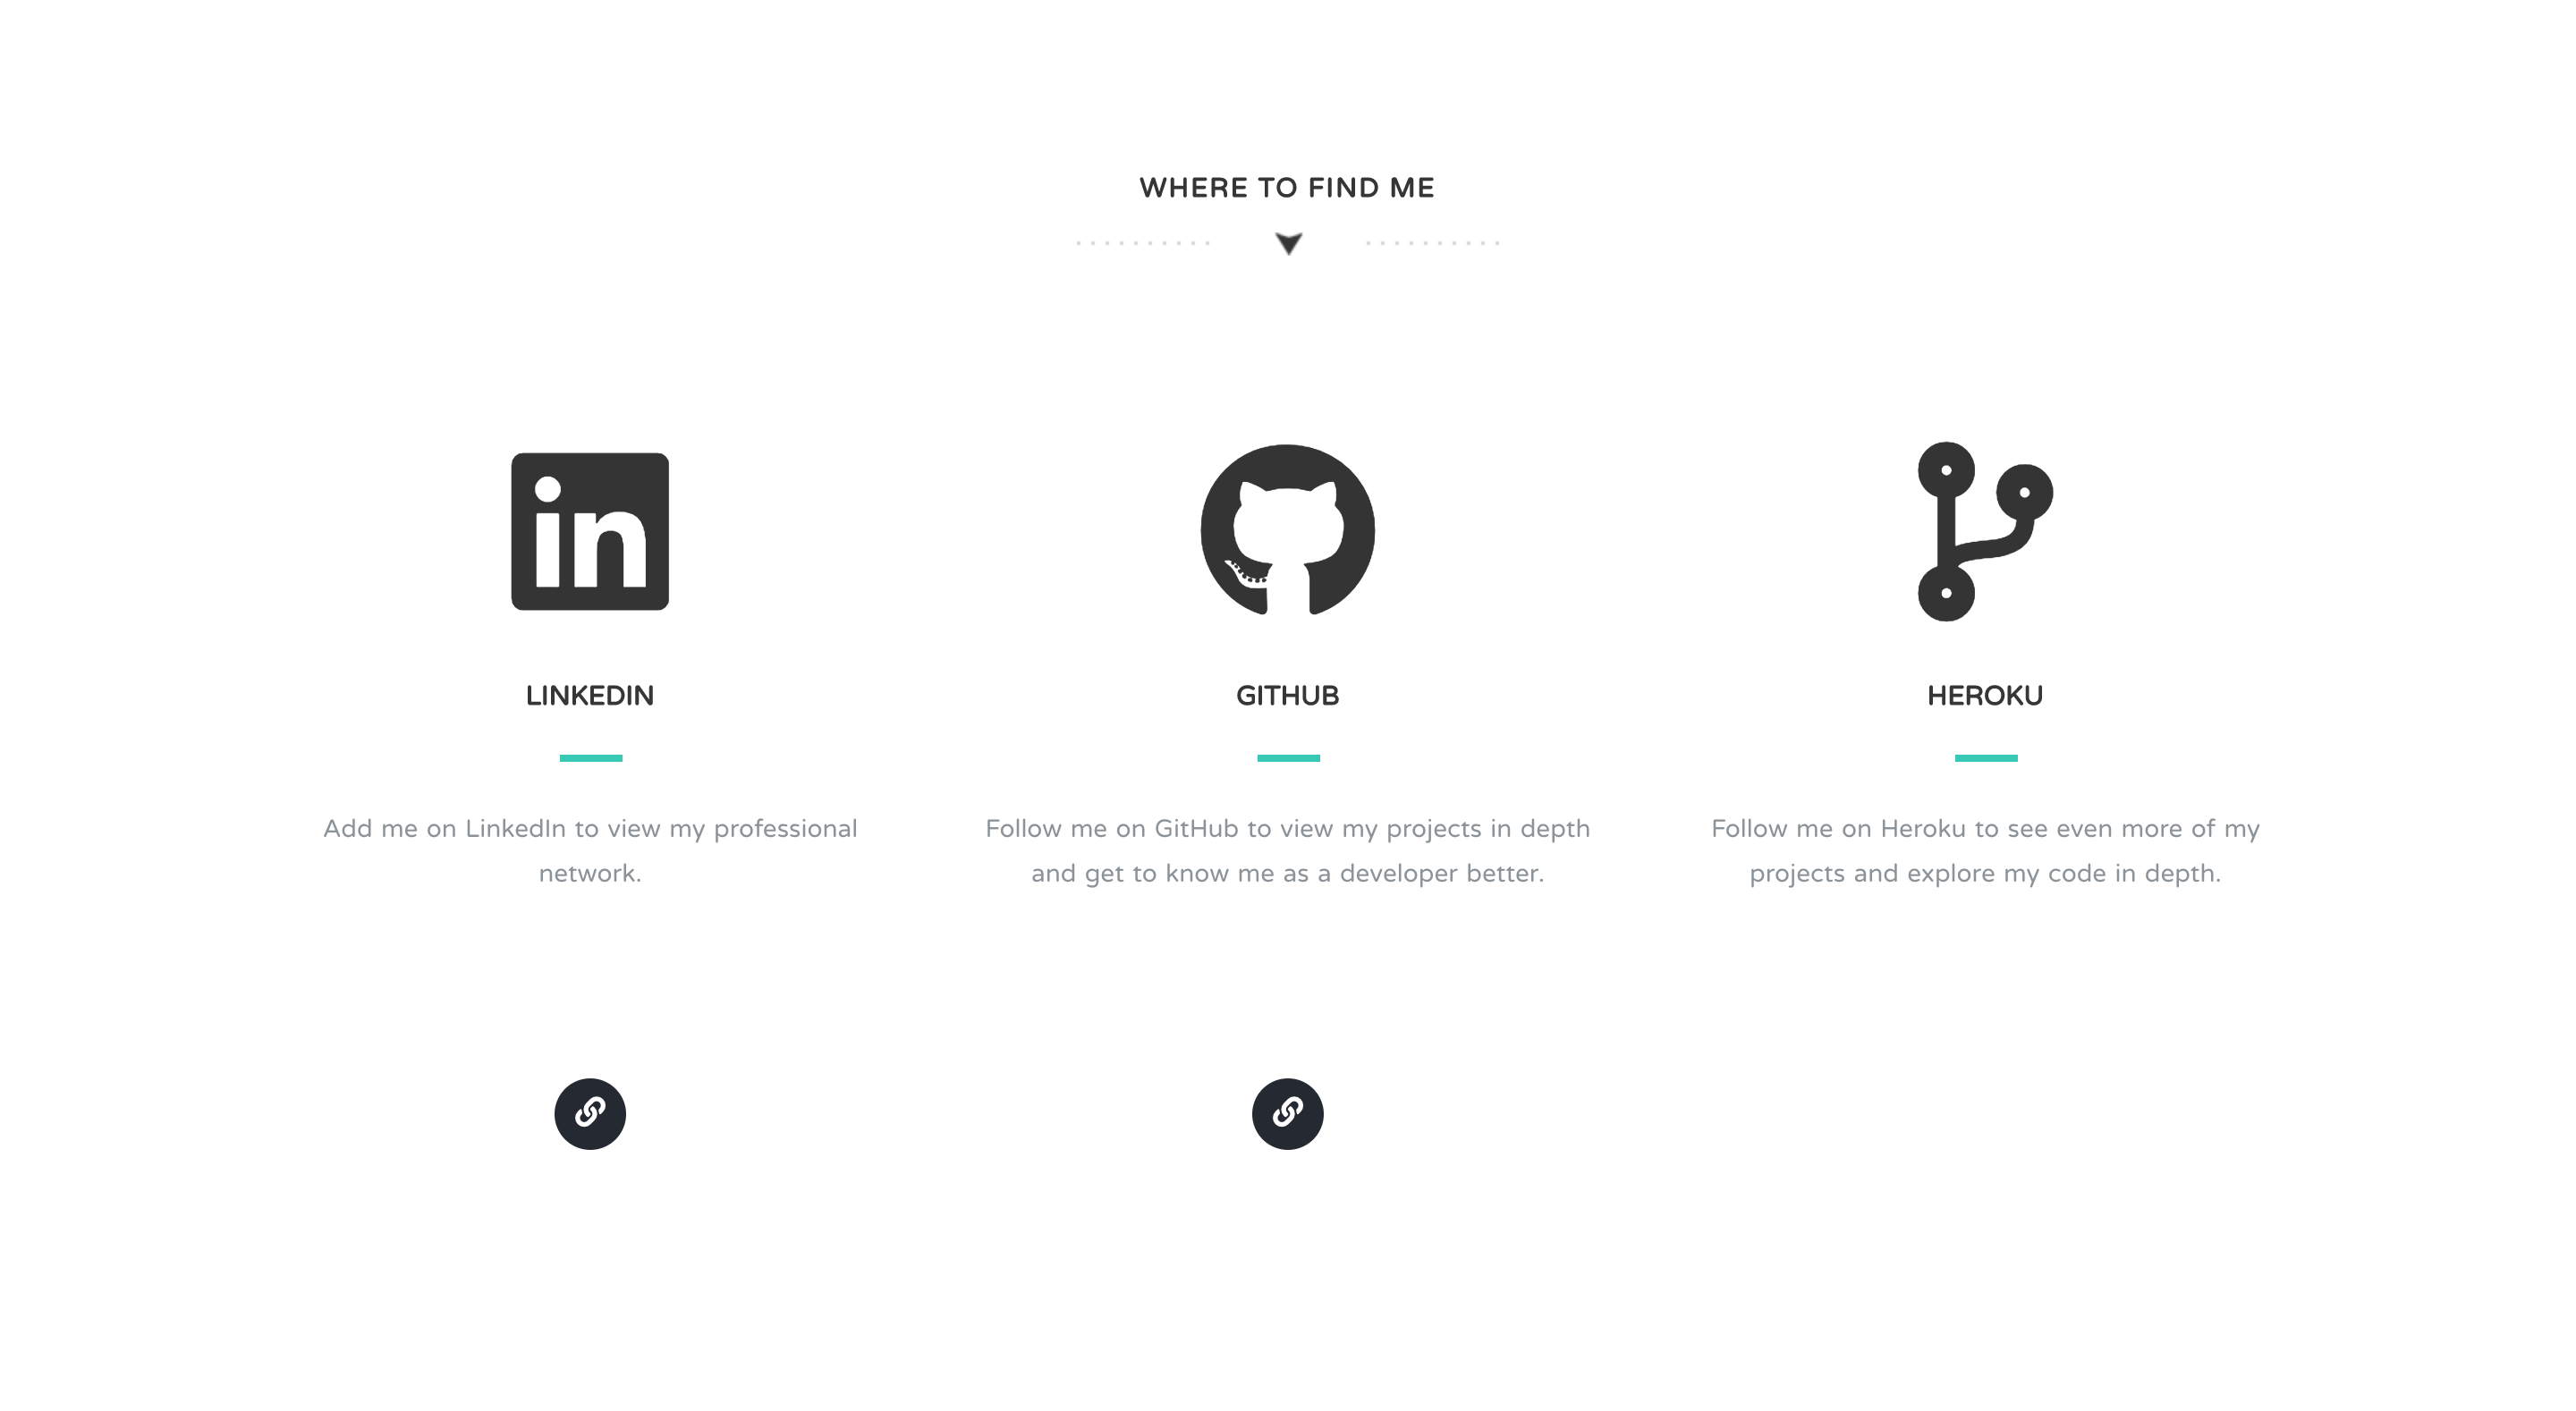 WHERE TO FIND ME
in
LINKEDIN
Add me on LinkedIn to view my professional
network.
GITHUB
Follow me on GitHub to view my projects in depth
and get to know me as a developer better.
HEROKU
Follow me on Heroku to see even more of my
projects and explore my code in depth.